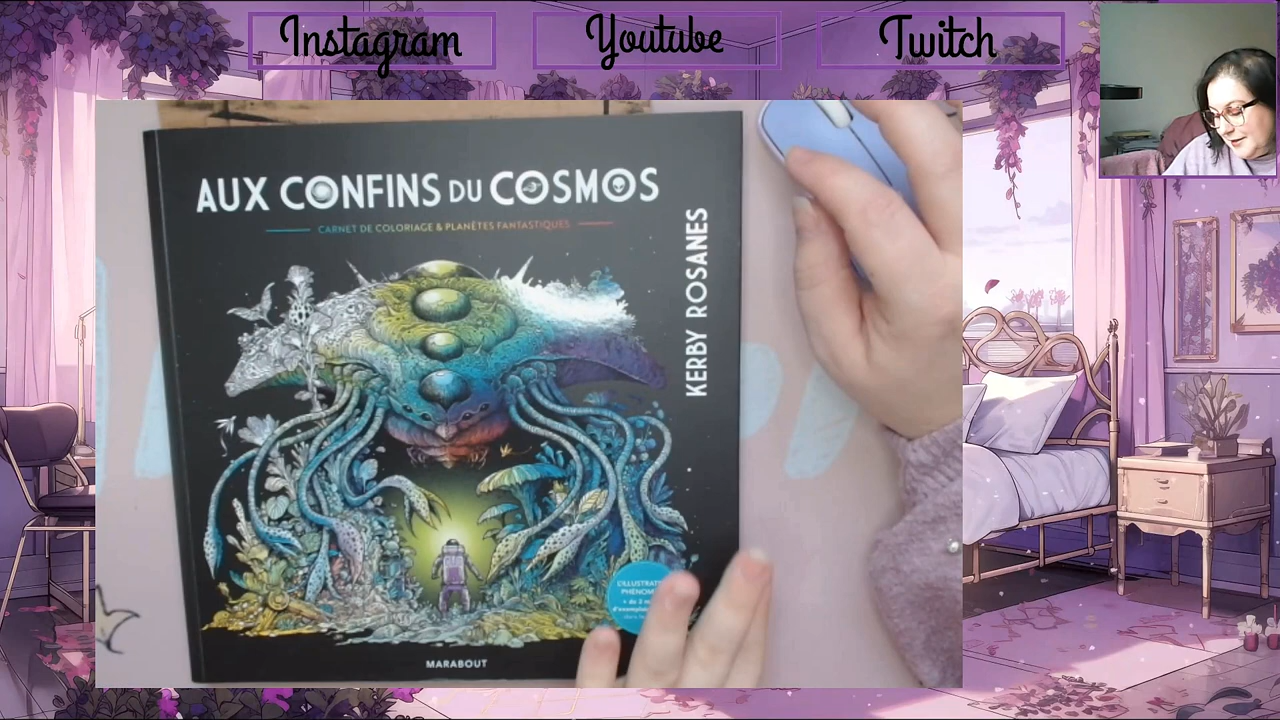 Instagram
Youtube
Twitch
AUX CONFINS DU COSMOS
CARNET DE COLORIAGE & PLANÈTES FANTASTIQUES
KERBY ROSANES
MARABOUT